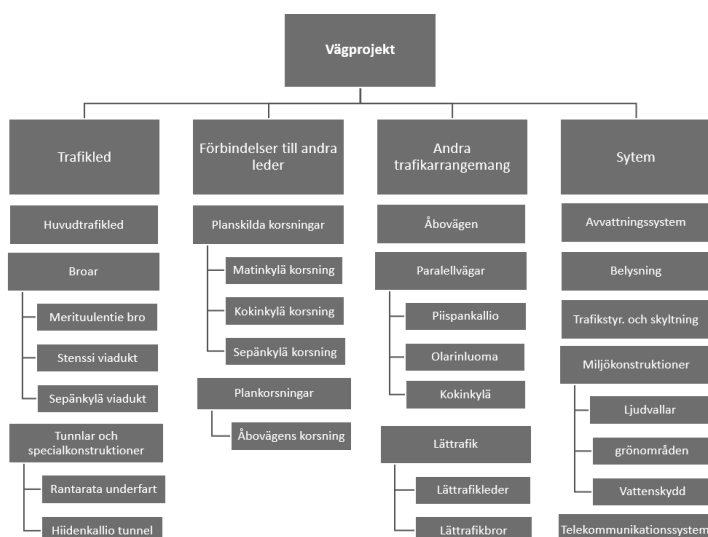 Vägprojekt
Trafikled
Huvudtrafikled
Broar
Merituulentie bro
Stenssi viadukt
Sepänkylä viadukt
Tunnlar och
specialkonstruktioner
Rantarata underfart
Hiidenkallio tunnel
Förbindelser till andra
leder
Planskilda korsningar
Matinkylä korsning
Kokinkylä korsning
Sepänkylä korsning
Plankorsningar
Åbovägens korsning
Andra
trafikarrangemang
Åbovägen
Paralellvägar
Piispankallio
Olarinluoma
Kokinkylä
Lättrafik
Lättrafikleder
Lättrafikbror
Sytem
Avvattningssystem
Belysning
Trafikstyr. och skyltning
Miljökonstruktioner
Ljudvallar
grönområden
Vattenskydd
Telekommunikationssystem